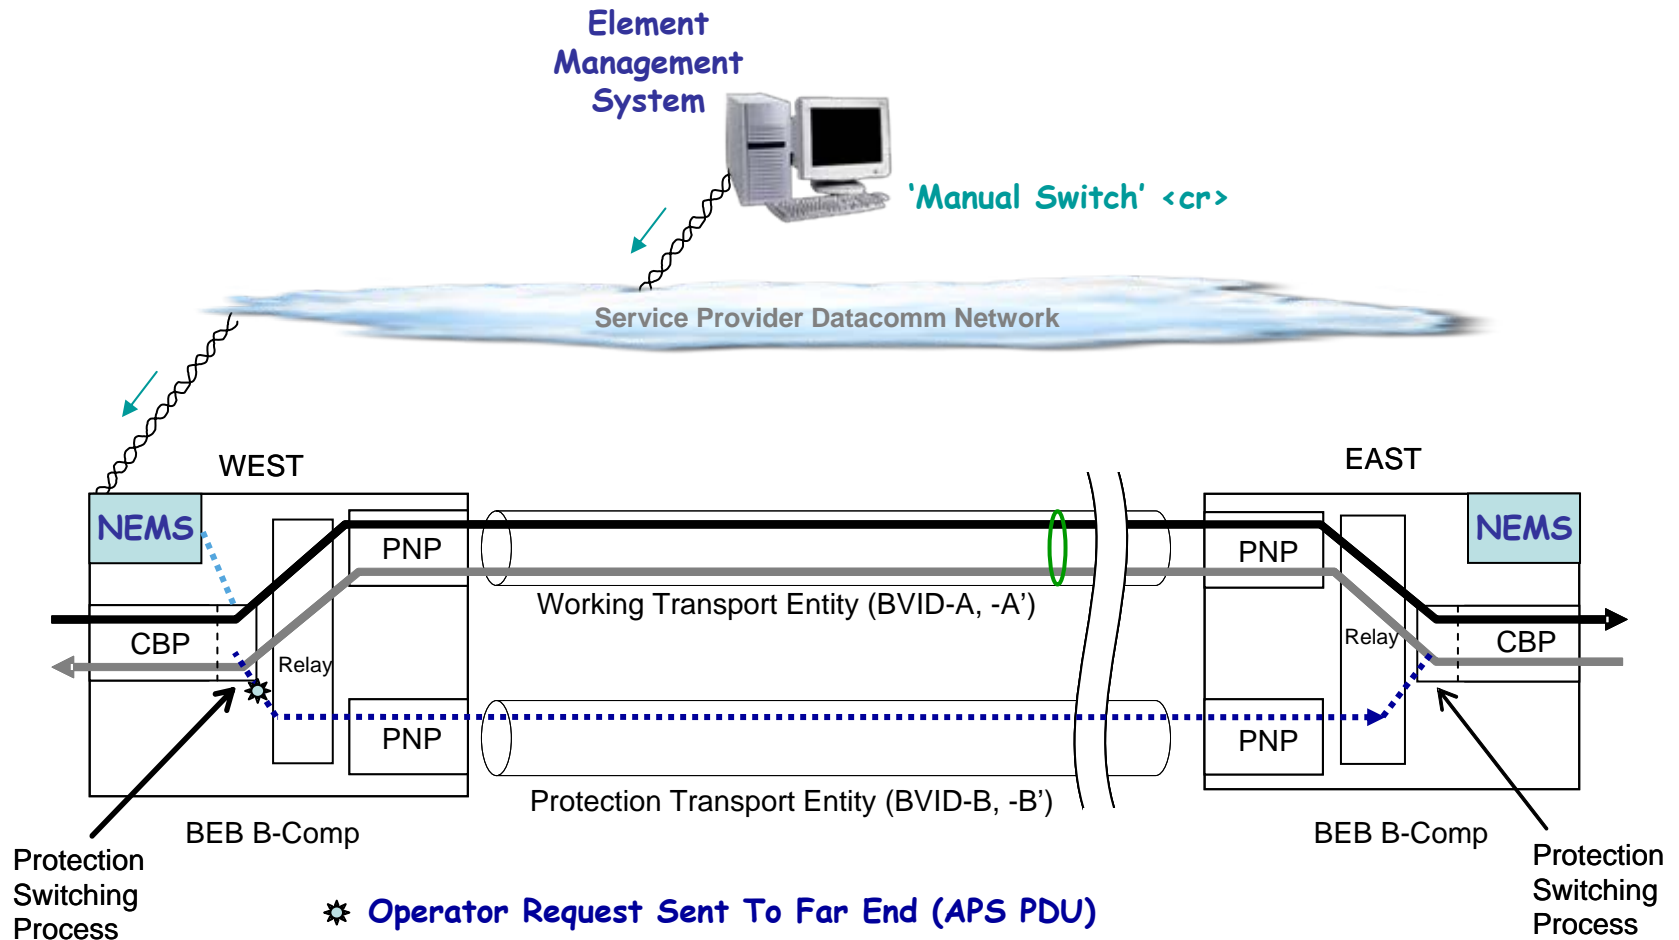 Element
Management
System
‘Manual Switch’ <cr>
Service Provider Datacomm Network
WEST
EAST
NEMS
NEMS
PNP
PNP
Working Transport Entity (BVID-A, -A’)
CBP
Relay
Relay
CBP
PNP
PNP
Protection Transport Entity (BVID-B, -B’)
BEB B-Comp
BEB B-Comp
Protection
Switching
Process
Protection
Switching
Process
Operator Request Sent To Far End (APS PDU)